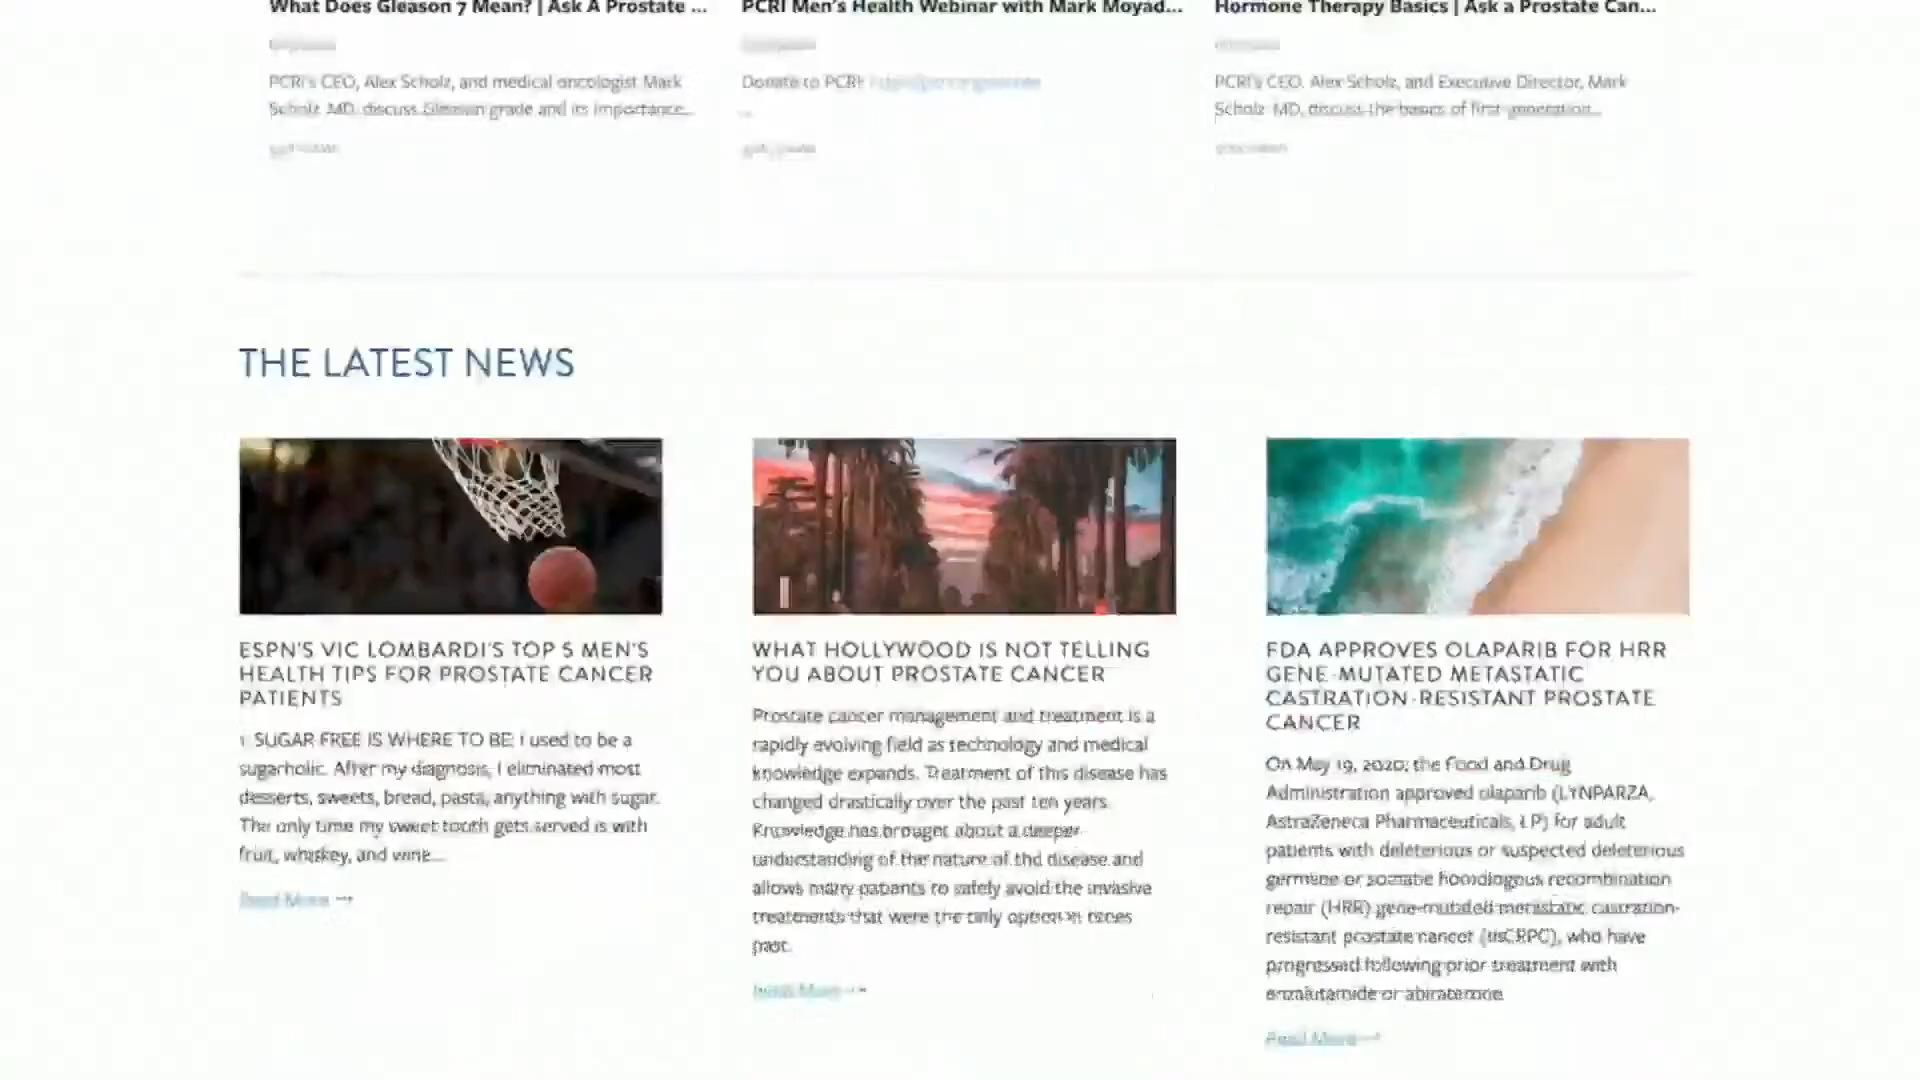 What Does Gleason 7 Mean? | Ask A Prostate ...
PCRI Men's Health Webinar with Mark Moyad...
Hormone Therapy Basics | Ask a Prostate Can...
PCRI's CEO, Alex Scholz, and medical oncologist Mark
Scholz MD, discuss Gleason grade and its importance...
Donate to PCRI:
PCRI's CEO, Alex Scholz, and Executive Director, Mark
Scholz MD, discuss the basics of first-generation...
THE LATEST NEWS
ESPN'S VIC LOMBARDI'S TOP 5 MEN'S
HEALTH TIPS FOR PROSTATE CANCER
PATIENTS
1. SUGAR FREE IS WHERE TO BE: I used to be a
sugarholic. After my diagnosis, I eliminated most
desserts, sweets, bread, pasta, anything with sugar.
The only time my sweet tooth gets served is with
fruit, whiskey, and wine...
Read More →
WHAT HOLLYWOOD IS NOT TELLING
YOU ABOUT PROSTATE CANCER
Prostate cancer management and treatment is a
rapidly evolving field as technology and medical
knowledge expands. Treatment of this disease has
changed drastically over the past ten years.
Knowledge has brought about a deeper
understanding of the nature of the disease and
allows many patients to safely avoid the invasive
treatments that were the only option in times
past.
Read More →
FDA APPROVES OLAPARIB FOR HRR
GENE-MUTATED METASTATIC
CASTRATION-RESISTANT PROSTATE
CANCER
On May 19, 2020, the Food and Drug
Administration approved olaparib (LYNPARZA,
AstraZeneca Pharmaceuticals, LP) for adult
patients with deleterious or suspected deleterious
germline or somatic homologous recombination
repair (HRR) gene-mutated metastatic castration-
resistant prostate cancer (mCRPC), who have
progressed following prior treatment with
enzalutamide or abiraterone.
Read More →